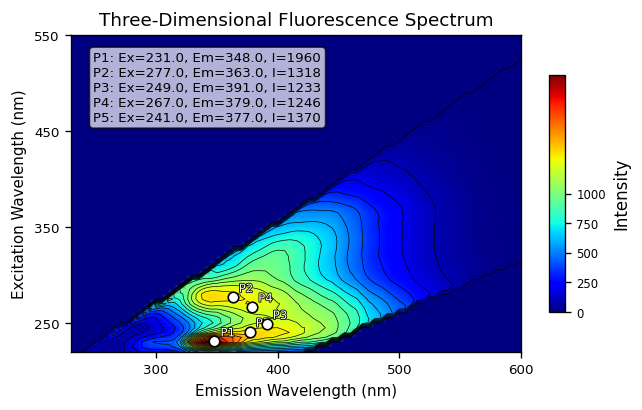 Three-Dimensional Fluorescence Spectrum
P1: Ex=231.0, Em=348.0, I=1960
P2: Ex=277.0, Em=363.0, I=1318
P3: Ex=249.0, Em=391.0, I=1233
P4: Ex=267.0, Em=379.0, I=1246
P5: Ex=241.0, Em=377.0, I=1370
550
450
350
250
Excitation Wavelength (nm)
P2
P4
P3
P1
300
400
500
600
Emission Wavelength (nm)
1000
750
500
250
0
Intensity